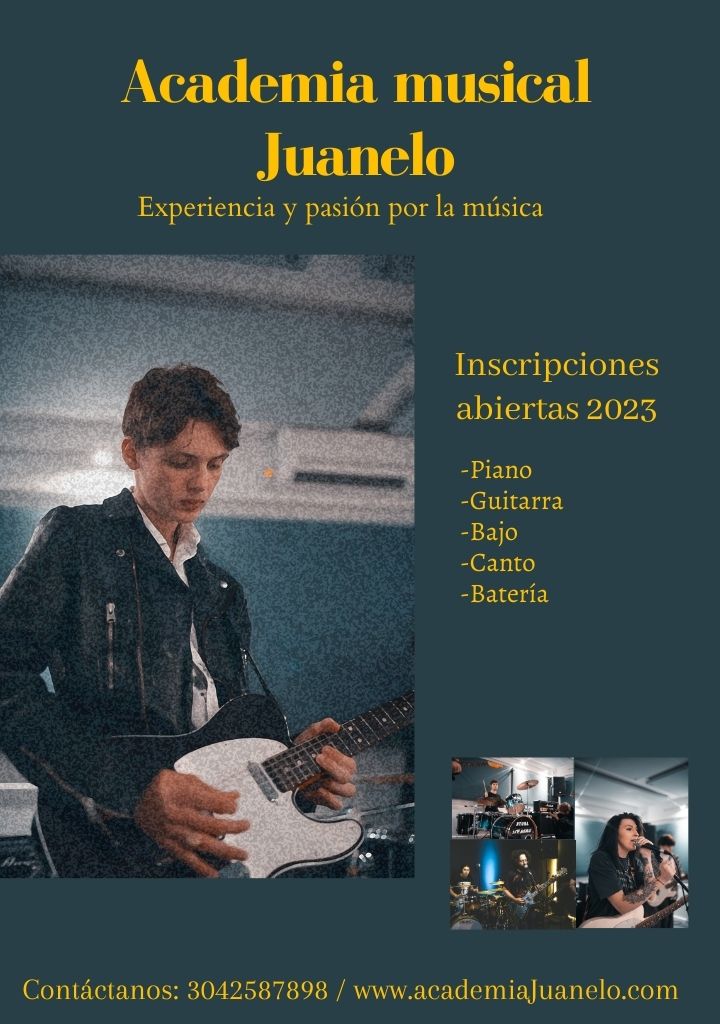 Academia musical
Juanelo
Experiencia y pasión por la música
Inscripciones
abiertas 2023
-Piano
-Guitarra
-Bajo
-Canto
-Batería
Contáctanos: 3042587898 / www.academiaJuanelo.com